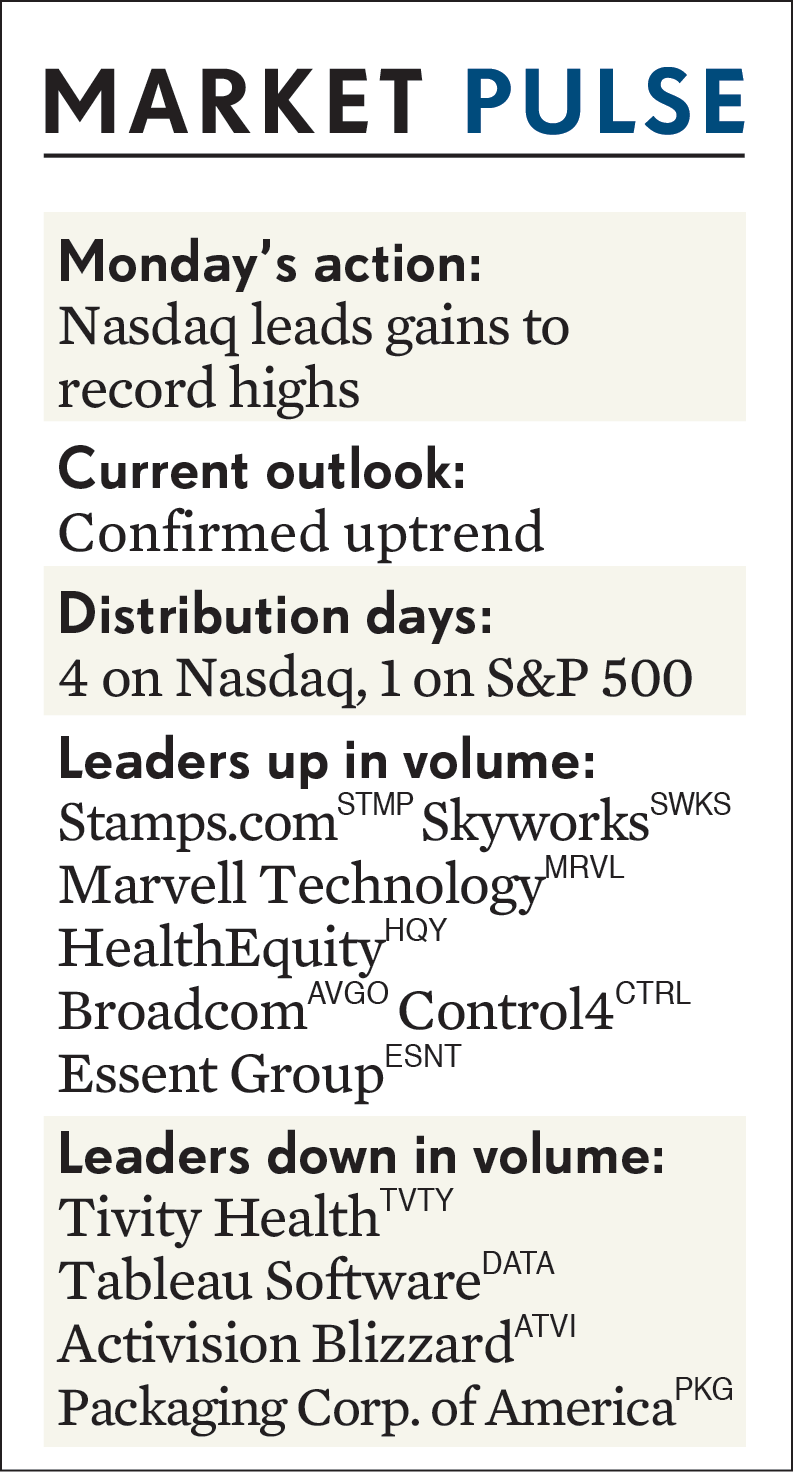 MARKET PULSE
Monday’s action:
Nasdaq leads gains to
record highs
Current outlook:
Confirmed uptrend
Distribution days:
4 on Nasdaq, 1 on S&P 500
Leaders up in volume:
Stamps.com STMP Skyworks SWKS
Marvell Technology MRVL
HealthEquity HQY
Broadcom AVGO Control4 CTRL
Essent Group ESNT
Leaders down in volume:
Tivity Health TVTY
Tableau Software DATA
Activision Blizzard ATVI
Packaging Corp. of America PKG